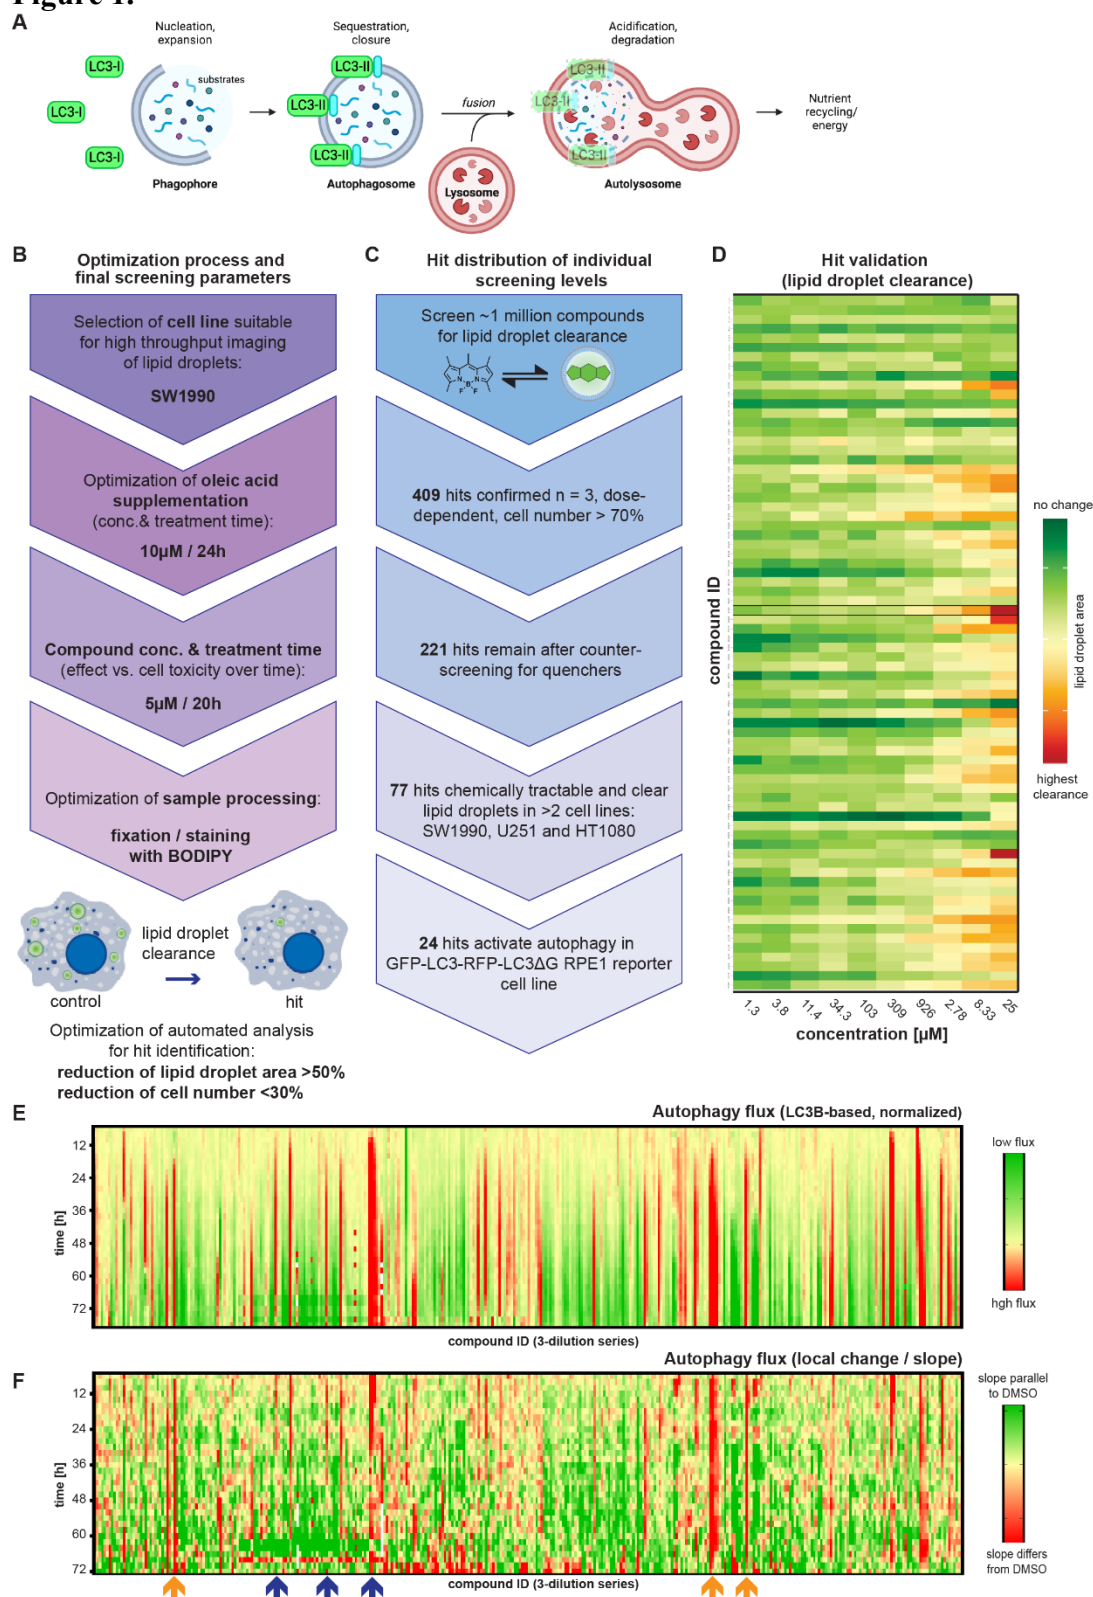 Figure 1.
A
Nucleation,
expansion
Sequestration,
closure
Acidification,
degradation
LC3-I
LC3-I
LC3-I
substrates
LC3-II
LC3-II
LC3-II
fusion
LC3-II
LC3-II
LC3-II
Nutrient
recycling/
energy
Phagophore
Autophagosome
Lysosome
Autolysosome
B
Optimization process and
final screening parameters
Selection of cell line suitable
for high throughput imaging
of lipid droplets:
SW1990
Optimization of oleic acid
supplementation
(conc.& treatment time):
10µM / 24h
Compound conc. & treatment time
(effect vs. cell toxicity over time):
5µM / 20h
Optimization of sample processing:
fixation / staining
with BODIPY
lipid droplet
clearance
control
hit
Optimization of automated analysis
for hit identification:
reduction of lipid droplet area >50%
reduction of cell number <30%
C
Hit distribution of individual
screening levels
Screen ~1 million compounds
for lipid droplet clearance
N
B
N
F
F
409 hits confirmed n = 3, dose-
dependent, cell number > 70%
221 hits remain after counter-
screening for quenchers
77 hits chemically tractable and clear
lipid droplets in >2 cell lines:
SW1990, U251 and HT1080
24 hits activate autophagy in
GFP-LC3-RFP-LC3ΔG RPE1 reporter
cell line
D
Hit validation
(lipid droplet clearance)
compound ID
1.3
3.8
11.4
34.3
103
309
926
2.78
8.33
25
concentration [µM]
no change
lipid droplet area
highest
clearance
E
Autophagy flux (LC3B-based, normalized)
time [h]
12
24
36
48
60
72
compound ID (3-dilution series)
low flux
hgh flux
F
Autophagy flux (local change / slope)
time [h]
12
24
36
48
60
72
compound ID (3-dilution series)
slope parallel
to DMSO
slope differs
from DMSO